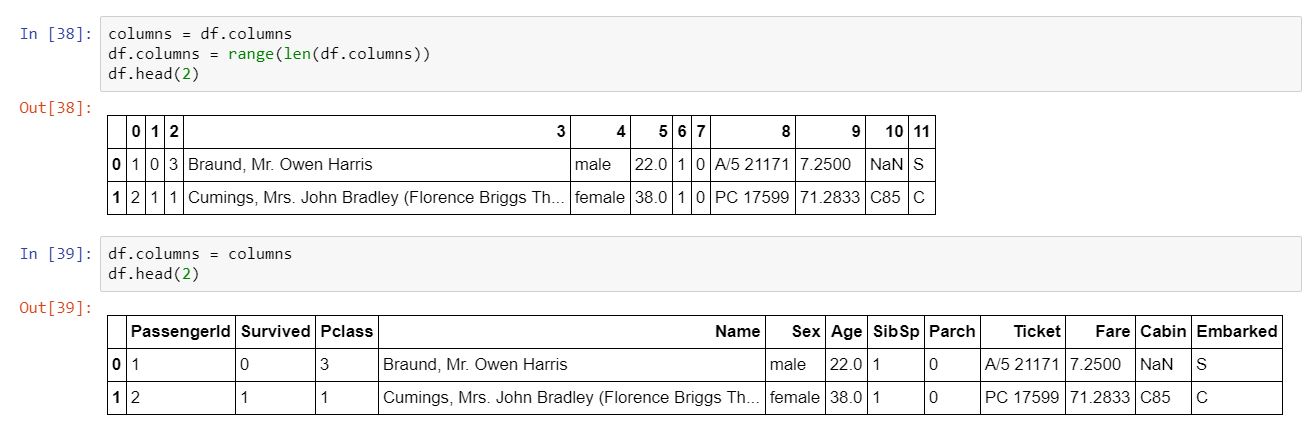 In [38]: columns = df.columns
df.columns = range(len(df.columns))
df.head(2)
Out[38]:
0 1 2 3 4 5 6 7 8 9 10 11
0 1 0 3 Braund, Mr. Owen Harris male 22.0 1 0 A/5 21171 7.2500 NaN S
1 2 1 1 Cumings, Mrs. John Bradley (Florence Briggs Th... female 38.0 1 0 PC 17599 71.2833 C85 C
In [39]: df.columns = columns
df.head(2)
Out[39]:
PassengerId Survived Pclass Name Sex Age SibSp Parch Ticket Fare Cabin Embarked
0 1 0 3 Braund, Mr. Owen Harris male 22.0 1 0 A/5 21171 7.2500 NaN S
1 2 1 1 Cumings, Mrs. John Bradley (Florence Briggs Th... female 38.0 1 0 PC 17599 71.2833 C85 C